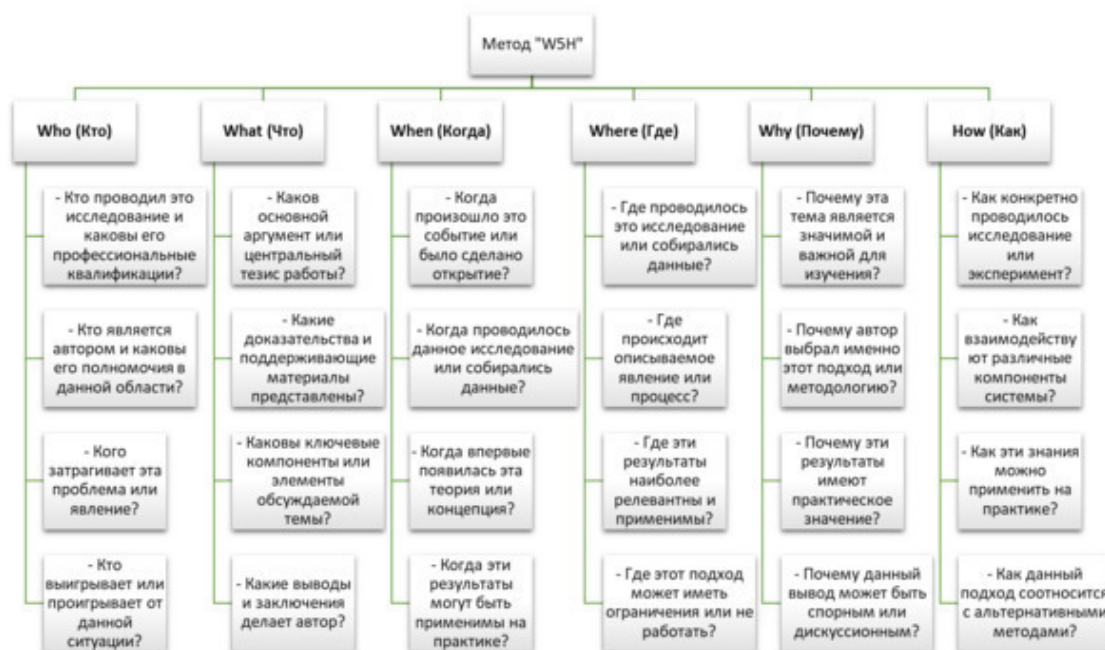 Метод "W5H"
Who (Кто)
What (Что)
When (Когда)
Where (Где)
Why (Почему)
How (Как)
- Кто проводил это
исследование и
каковы его
профессиональные
квалификации?
- Кто является
автором и каковы
его полномочия в
данной области?
- Кого
затрагивает эта
проблема или
явление?
- Кто
выигрывает или
проигрывает от
данной
ситуации?
- Каков
основной
аргумент или
центральный
тезис работы?
- Какие
доказательства и
поддерживающие
материалы
представлены?
- Каковы ключевые
компоненты или
элементы
обсуждаемой
темы?
- Какие выводы
и заключения
делает автор?
- Когда
произошло это
событие или
было сделано
открытие?
- Когда проводилось
данное исследование
или собирались
данные?
- Когда впервые
появилась эта
теория или
концепция?
- Когда эти
результаты
могут быть
применимы на
практике?
- Где проводилось
это исследование
или собирались
данные?
- Где
происходит
описываемое
явление или
процесс?
- Где эти
результаты
наиболее
релевантны и
применимы?
- Где этот подход
может иметь
ограничения или не
работать?
- Почему эта
тема является
значимой и
важной для
изучения?
- Почему автор
выбрал именно
этот подход или
методологию?
- Почему эти
результаты
имеют
практическое
значение?
- Почему данный
вывод может быть
спорным или
дискуссионным?
- Как конкретно
проводилось
исследование
или
эксперимент?
- Как
взаимодейству
ют различные
компоненты
системы?
- Как эти знания
можно
применить на
практике?
- Как данный
подход соотносится
с альтернативными
методами?